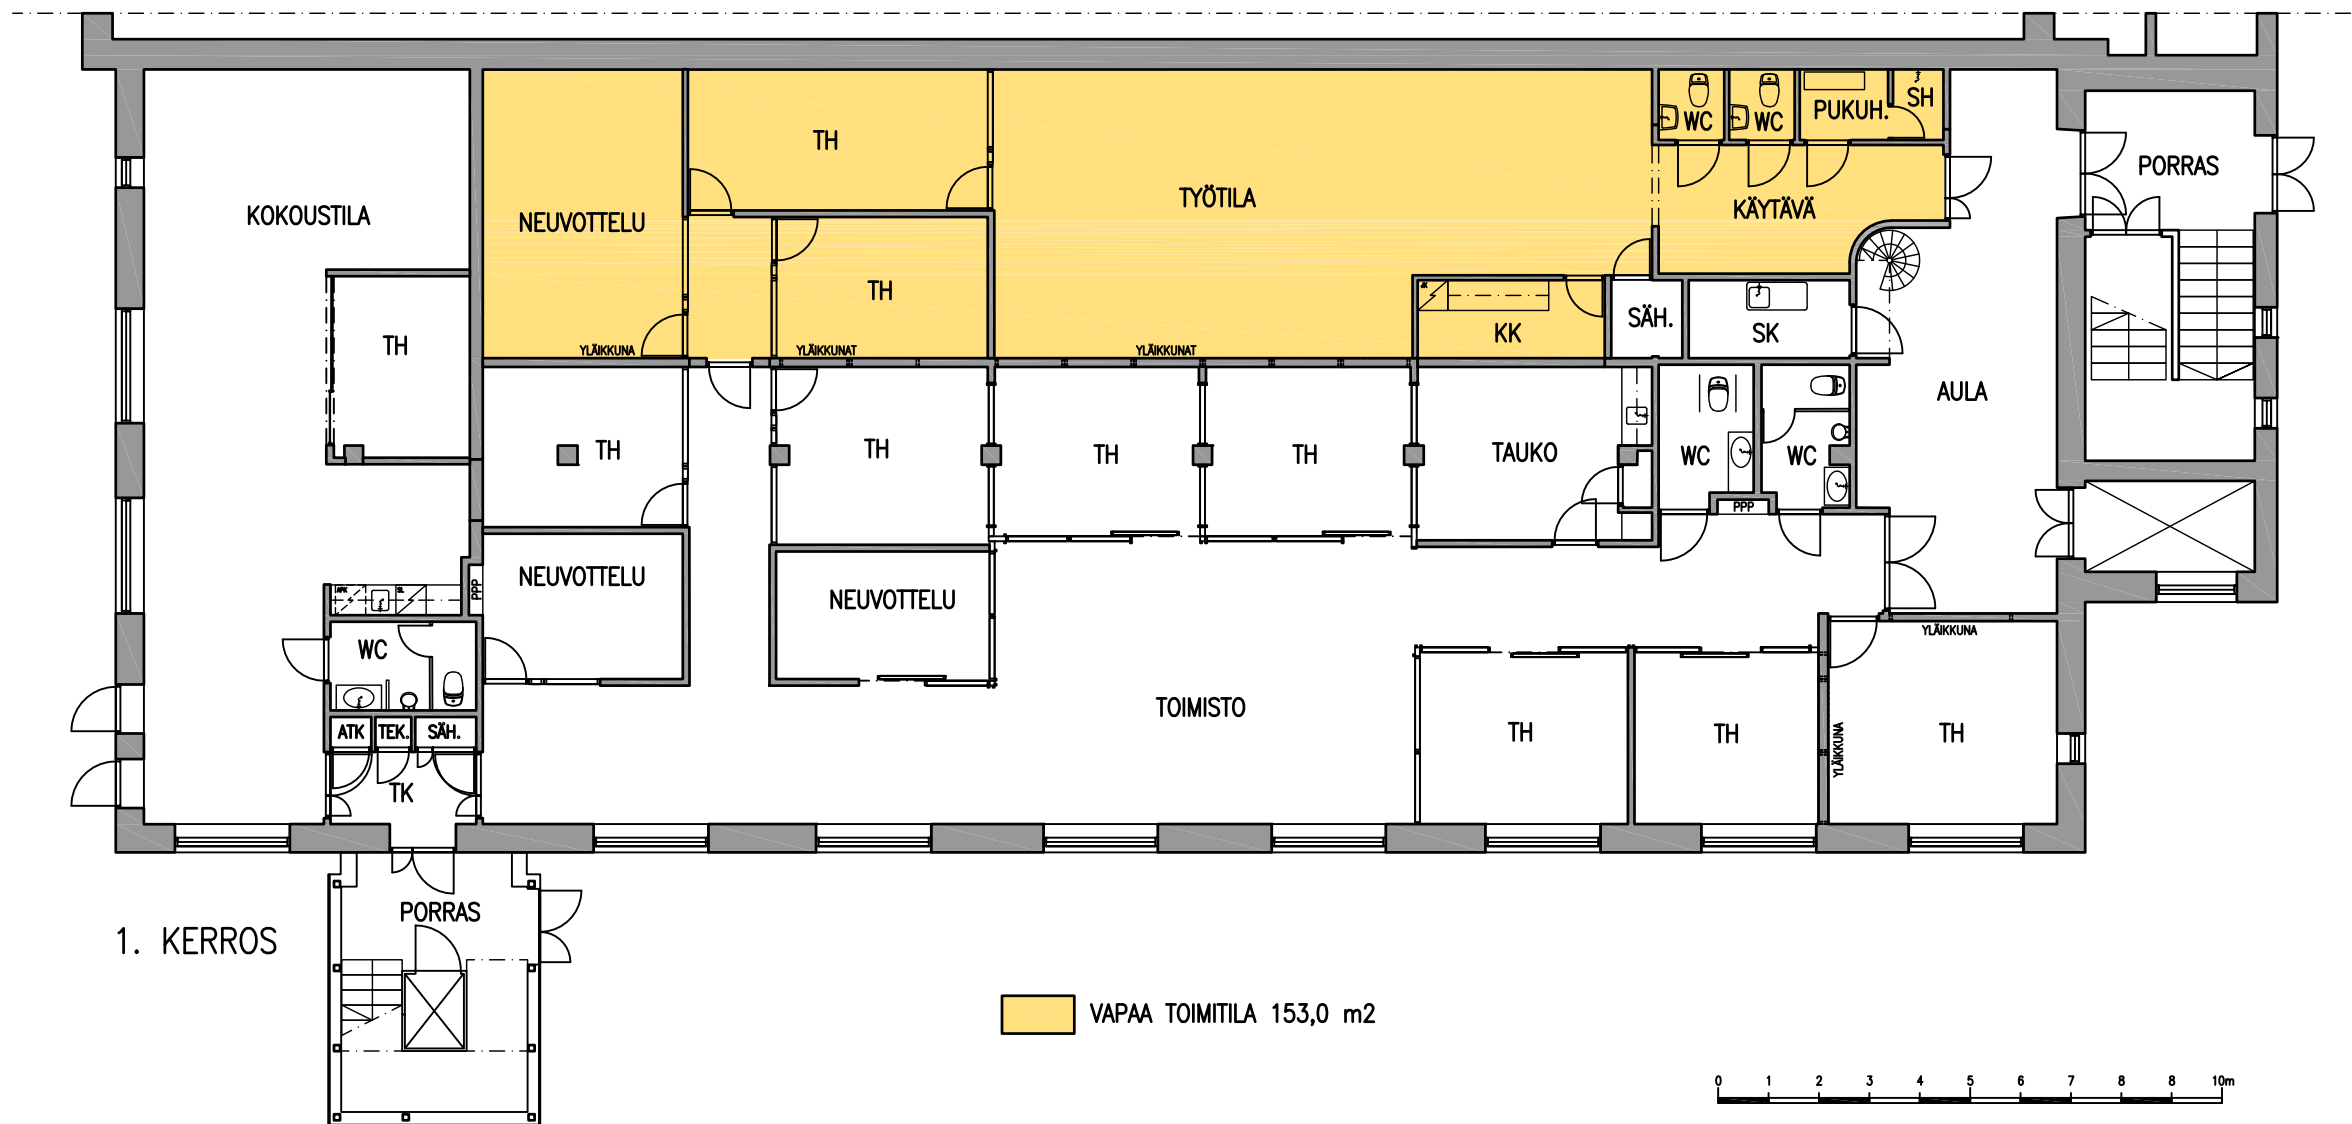 WC
WC
PUKUH.
SH
TH
PORRAS
KOKOUSTILA
NEUVOTTELU
TYÖTILA
KÄYTÄVÄ
TH
TH
KK
SÄH.
SK
YLÄIKKUNA
YLÄIKKUNAT
YLÄIKKUNAT
AULA
TH
TH
TH
TH
TAUKO
WC
WC
PPP
NEUVOTTELU
PPP
NEUVOTTELU
YLÄIKKUNA
WC
TOIMISTO
TH
TH
TH
YLÄIKKUNA
ATK
TEK.
SÄH.
TK
PORRAS
1. KERROS
VAPAA TOIMITILA 153,0 m2
0 1 2 3 4 5 6 7 8 8 10m